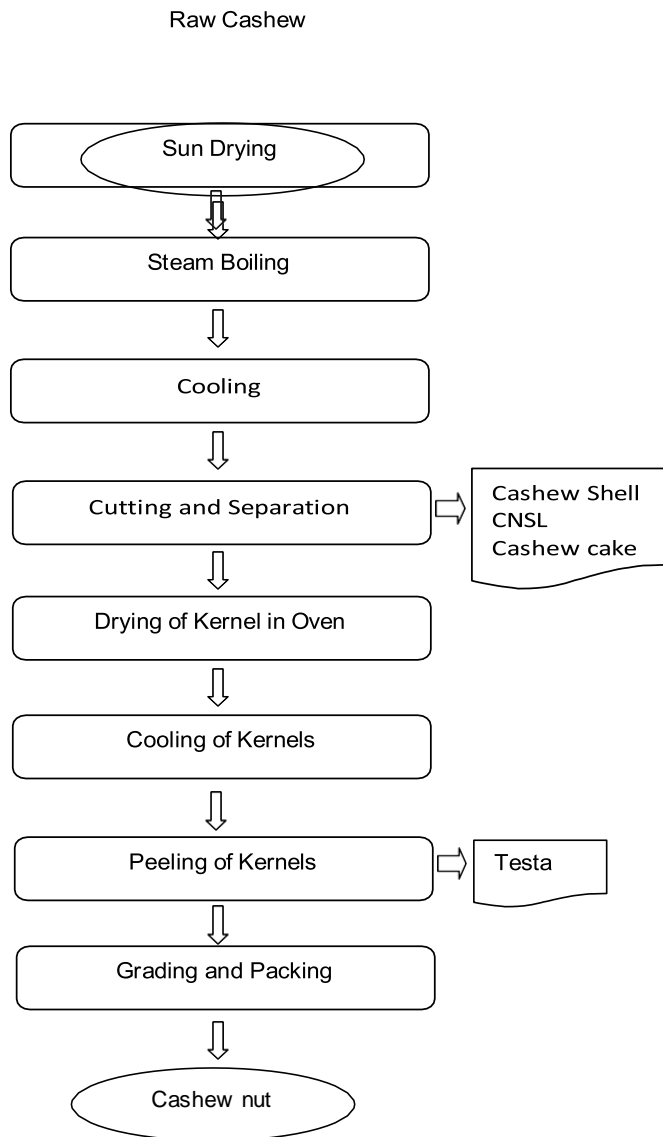 Raw Cashew
Sun Drying
Steam Boiling
Cooling
Cutting and Separation
Cashew Shell
CNSL
Cashew cake
Drying of Kernel in Oven
Cooling of Kernels
Peeling of Kernels
Testa
Grading and Packing
Cashew nut